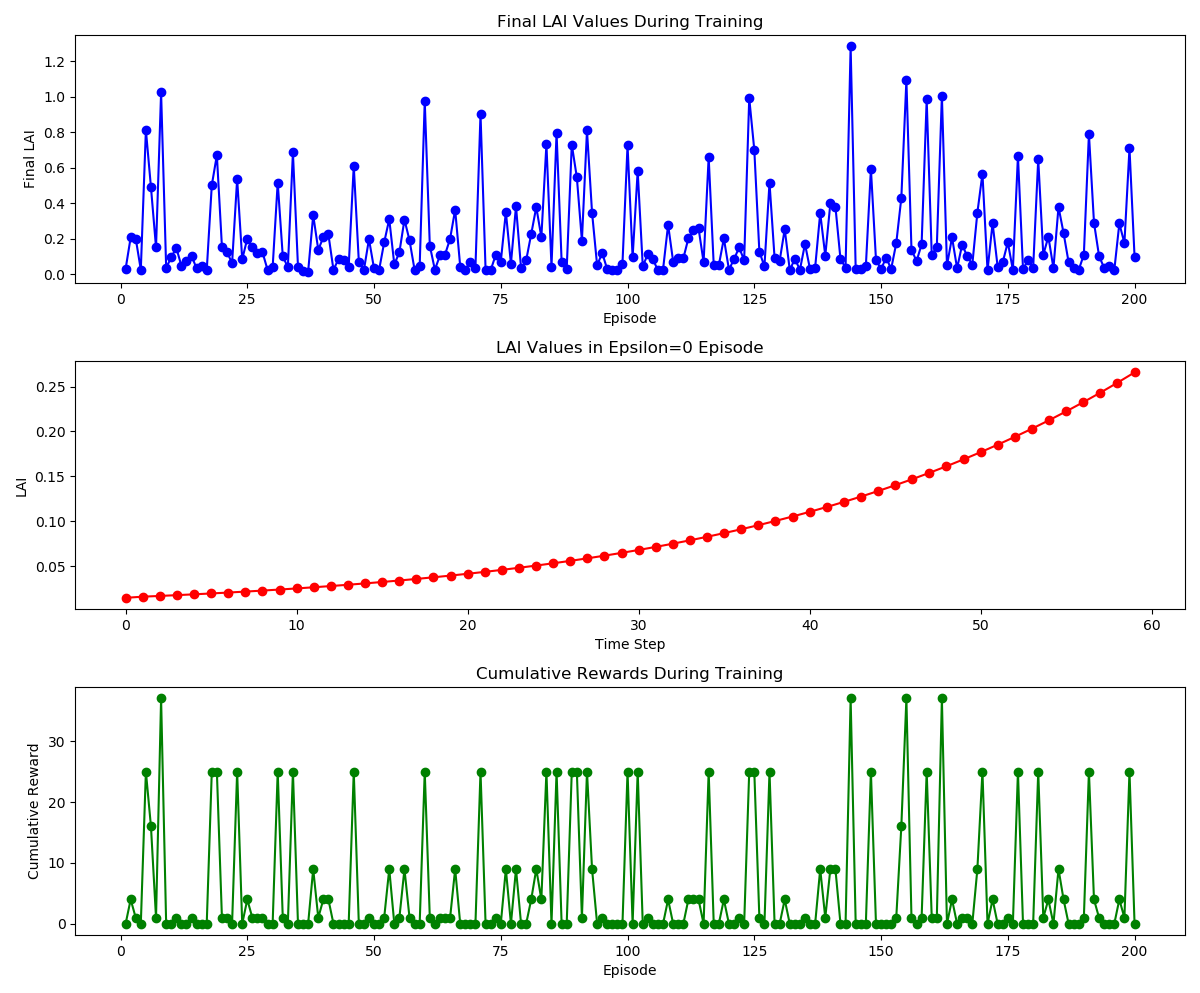 Final LAI Values During Training
1.2
1.0
0.8
0.6
0.4
0.2
0.0
Final LAI
0 25 50 75 100 125 150 175 200
Episode
LAI Values in Epsilon=0 Episode
0.25
0.20
0.15
0.10
0.05
LAI
0 10 20 30 40 50 60
Time Step
Cumulative Rewards During Training
30
20
10
0
Cumulative Reward
0 25 50 75 100 125 150 175 200
Episode